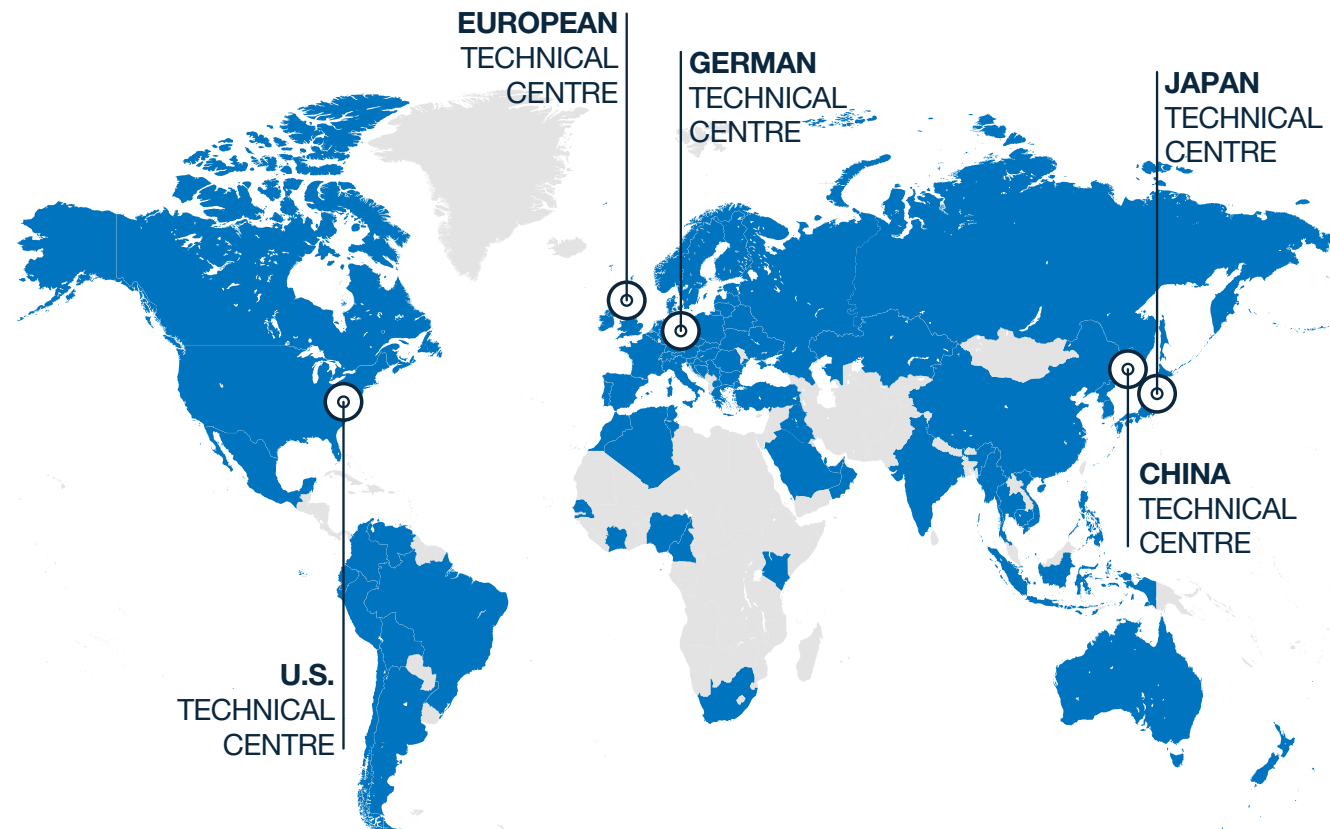 EUROPEAN
TECHNICAL
CENTRE
GERMAN
TECHNICAL
CENTRE
JAPAN
TECHNICAL
CENTRE
CHINA
TECHNICAL
CENTRE
U.S.
TECHNICAL
CENTRE